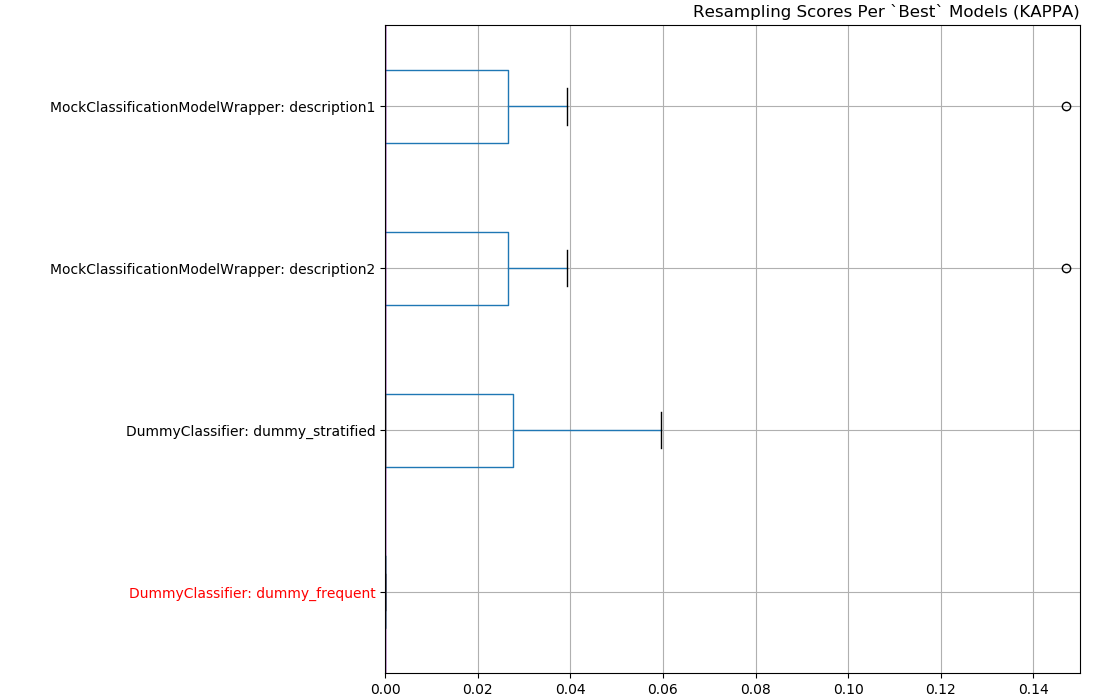 Resampling Scores Per `Best` Models (KAPPA)
MockClassificationModelWrapper: description1
MockClassificationModelWrapper: description2
DummyClassifier: dummy_stratified
DummyClassifier: dummy_frequent
0.00 0.02 0.04 0.06 0.08 0.10 0.12 0.14